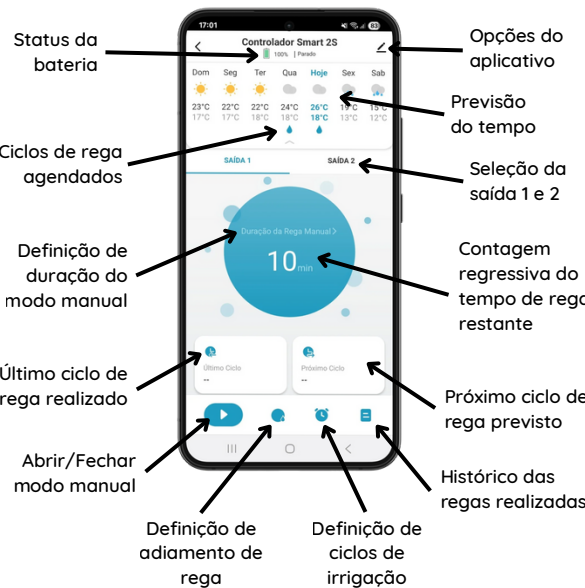 17:01
83
Controlador Smart 2S
100% | Parado
Status da
bateria
Opções do
aplicativo
Dom Seg Ter Qua Hoje Sex Sab
23°C 22°C 22°C 24°C 26°C 19°C 15°C
17°C 17°C 18°C 18°C 18°C 13°C 12°C
Previsão
do tempo
Ciclos de rega
agendados
SAÍDA 1 SAÍDA 2
Seleção da
saída 1 e 2
Duração da Rega Manual >
10 min
Definição de
duração do
modo manual
Contagem
regressiva do
tempo de rega
restante
Último Ciclo
--
Próximo Ciclo
--
Último ciclo de
rega realizado
Próximo ciclo de
rega previsto
Abrir/Fechar
modo manual
Histórico das
regas realizadas
Definição de
adiamento de
rega
Definição de
ciclos de
irrigação